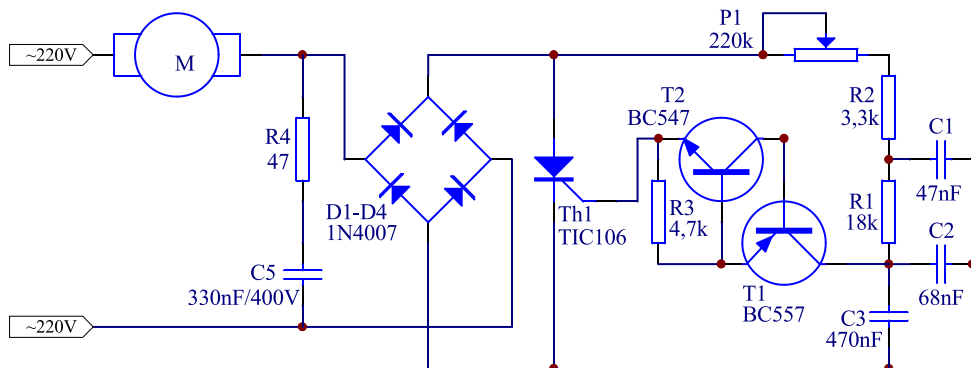 ~220V
M
R4
47
D1-D4
1N4007
C5
330nF/400V
~220V
Th1
TIC106
T2
BC547
R3
4,7k
T1
BC557
P1
220k
R2
3,3k
C1
47nF
R1
18k
C2
68nF
C3
470nF